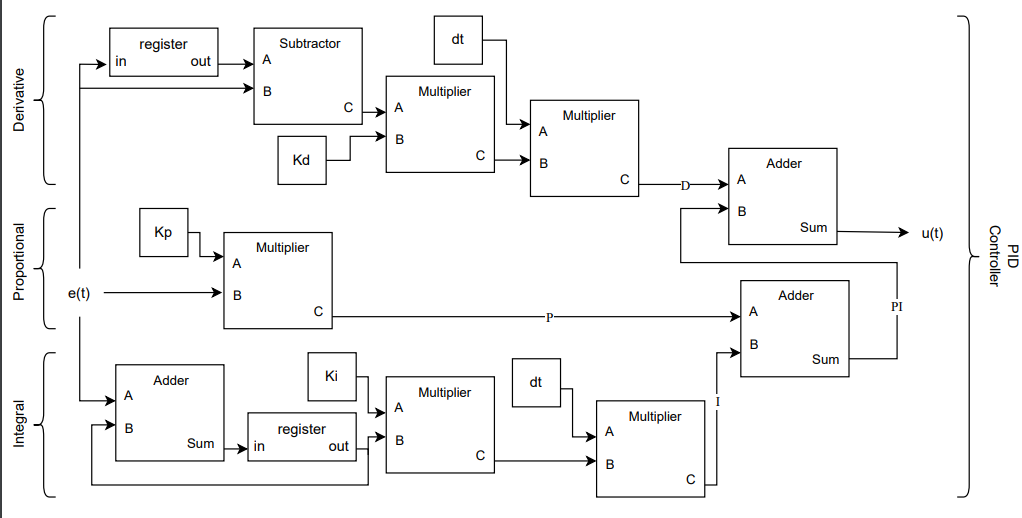 Derivative
register
in
out
Subtractor
A
B
C
Kd
Multiplier
A
B
C
dt
Multiplier
A
B
C
D
Adder
A
B
Sum
u(t)
Proportional
Kp
e(t)
Multiplier
A
B
C
P
Adder
A
B
Sum
PI
Integral
Adder
A
B
Sum
register
in
out
Ki
Multiplier
A
B
C
dt
Multiplier
A
B
C
I
PID
Controller